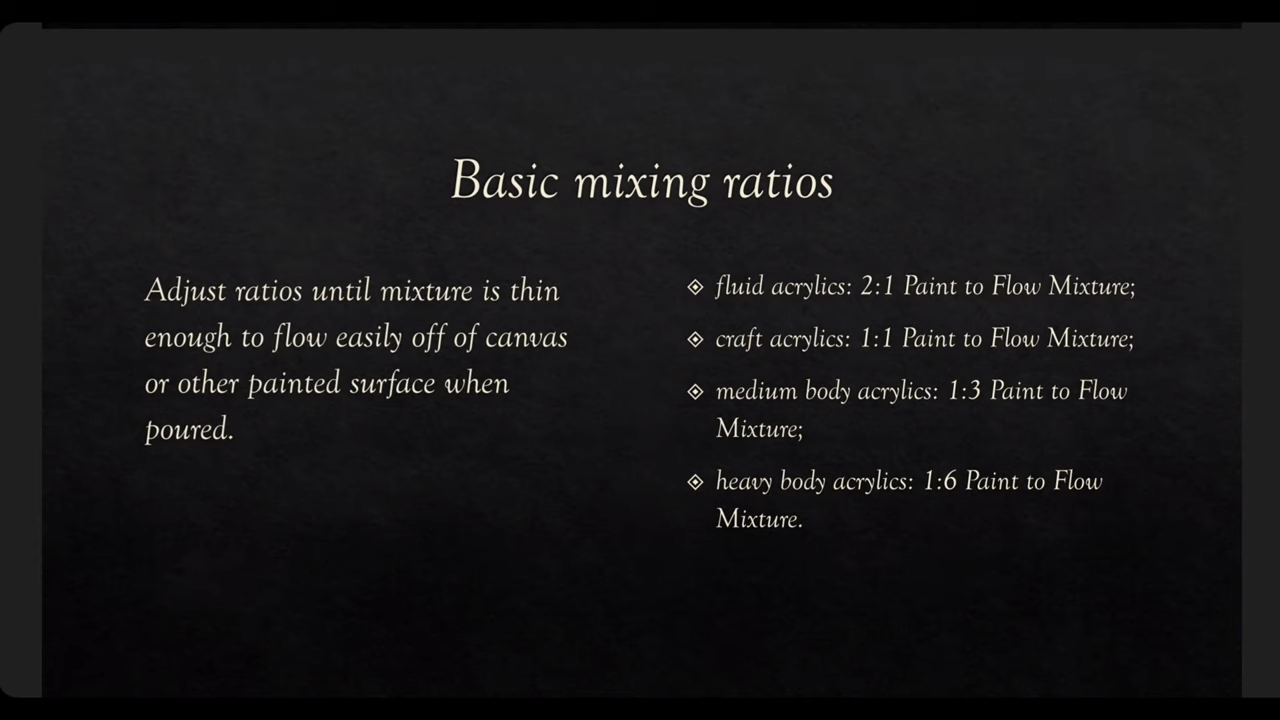 Basic mixing ratios
Adjust ratios until mixture is thin
enough to flow easily off of canvas
or other painted surface when
poured.
fluid acrylics: 2:1 Paint to Flow Mixture;
craft acrylics: 1:1 Paint to Flow Mixture;
medium body acrylics: 1:3 Paint to Flow
Mixture;
heavy body acrylics: 1:6 Paint to Flow
Mixture.